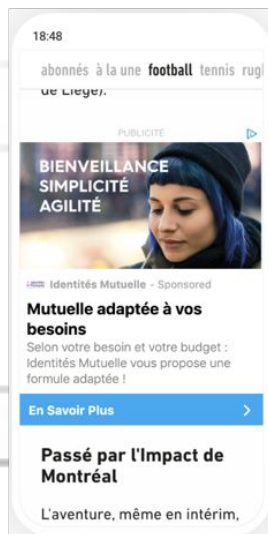 18:48
abonnés à la une football tennis rug
de Liège).
PUBLICITÉ
BIENVEILLANCE
SIMPLICITÉ
AGILITÉ
Identités Mutuelle - Sponsored
Mutuelle adaptée à vos
besoins
Selon votre besoin et votre budget :
Identités Mutuelle vous propose une
formule adaptée !
En Savoir Plus
Passé par l'Impact de
Montréal
L'aventure, même en intérim,